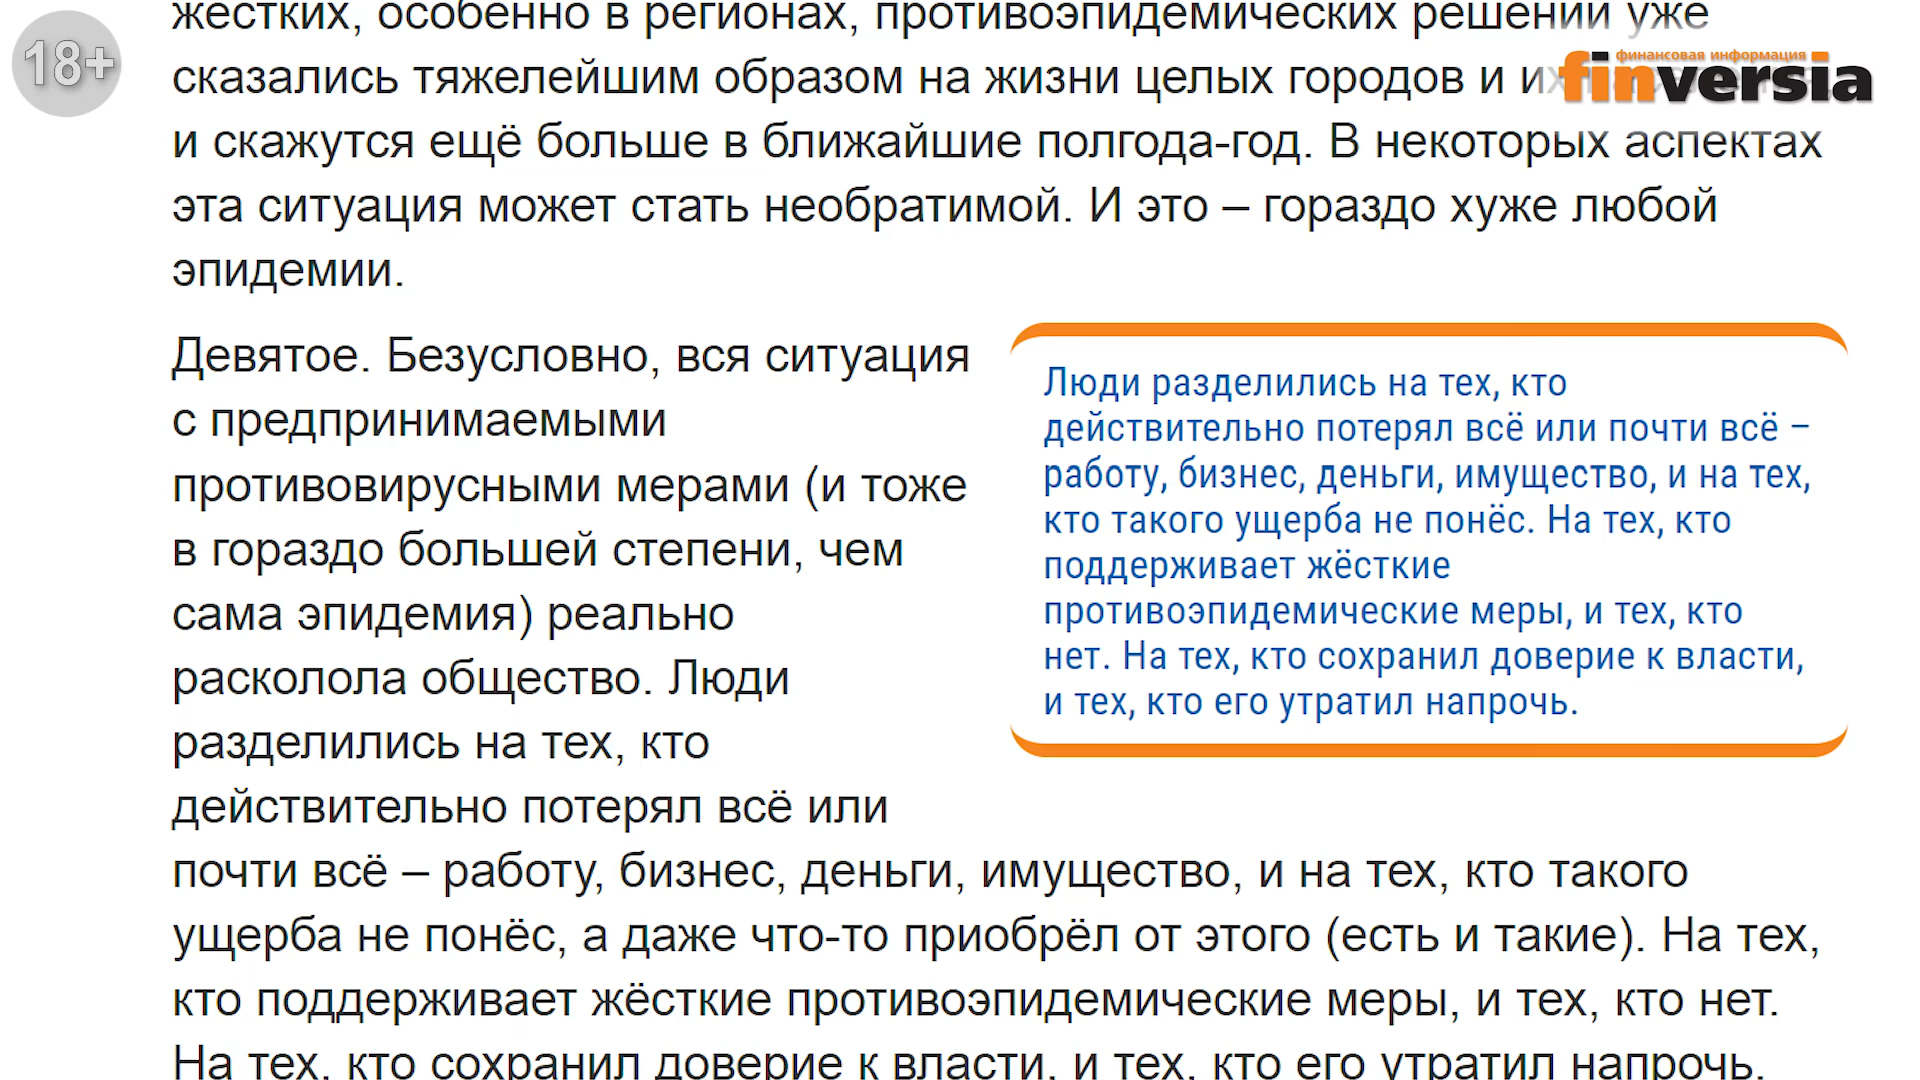 18+
финансовая информация
finversia
жёстких, особенно в регионах, противоэпидемических решений уже
сказались тяжелейшим образом на жизни целых городов и их
и скажутся ещё больше в ближайшие полгода-год. В некоторых аспектах
эта ситуация может стать необратимой. И это – гораздо хуже любой
эпидемии.
Девятое. Безусловно, вся ситуация
с предпринимаемыми
противовирусными мерами (и тоже
в гораздо большей степени, чем
сама эпидемия) реально
расколола общество. Люди
разделились на тех, кто
действительно потерял всё или
почти всё – работу, бизнес, деньги, имущество, и на тех, кто такого
ущерба не понёс, а даже что-то приобрёл от этого (есть и такие). На тех,
кто поддерживает жёсткие противоэпидемические меры, и тех, кто нет.
На тех, кто сохранил доверие к власти, и тех, кто его утратил напрочь.
Люди разделились на тех, кто
действительно потерял всё или почти всё –
работу, бизнес, деньги, имущество, и на тех,
кто такого ущерба не понёс. На тех, кто
поддерживает жёсткие
противоэпидемические меры, и тех, кто
нет. На тех, кто сохранил доверие к власти,
и тех, кто его утратил напрочь.